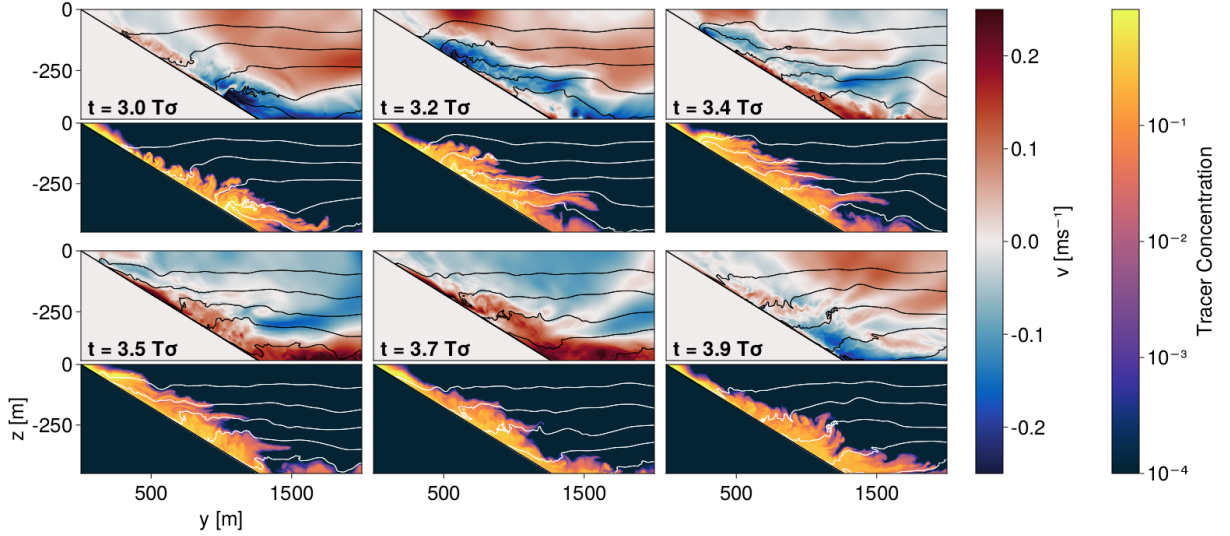 0
-250
0
-250
t = 3.0 Tσ
t = 3.2 Tσ
t = 3.4 Tσ
0
-250
0
-250
t = 3.5 Tσ
t = 3.7 Tσ
t = 3.9 Tσ
z [m]
500
1500
500
1500
500
1500
y [m]
0.2
0.1
0.0
-0.1
-0.2
v [ms⁻¹]
10⁻¹
10⁻²
10⁻³
10⁻⁴
Tracer Concentration